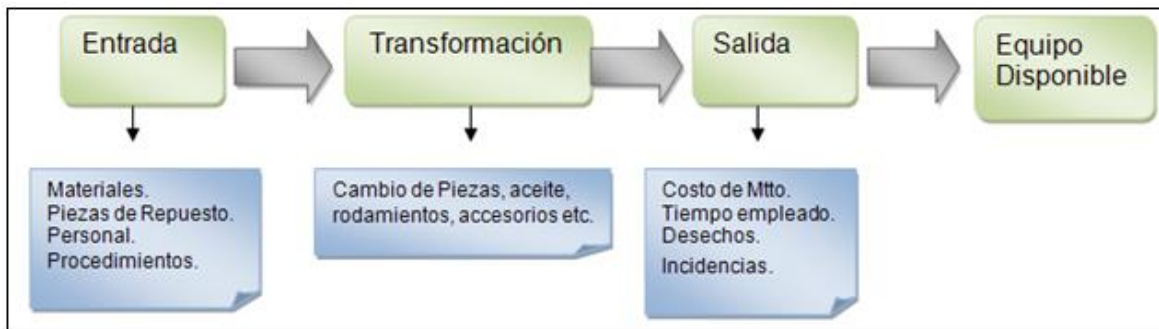 Entrada
Transformación
Salida
Equipo
Disponible
Materiales.
Piezas de Repuesto.
Personal.
Procedimientos.
Cambio de Piezas, aceite,
rodamientos, accesorios etc.
Costo de Mtto.
Tiempo empleado.
Desechos.
Incidencias.